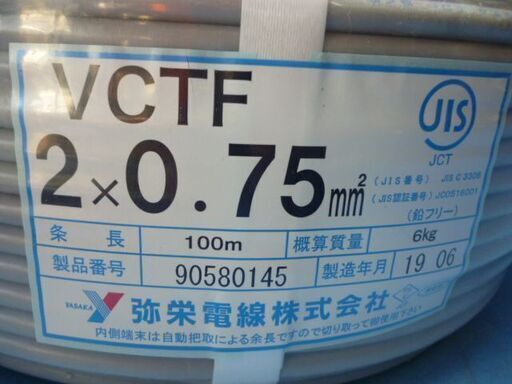 VCTF
2×0.75mm²
JIS
JCT
(JIS番号) JIS C 3306
(JIS認証番号) JC0516001
(鉛フリー)
条長 100m 概算質量 6kg
製品番号 90580145 製造年月 19 06
YASAKA 弥栄電線株式会社
内側端末は自動把取による余長ですので切り取って御使用下さい